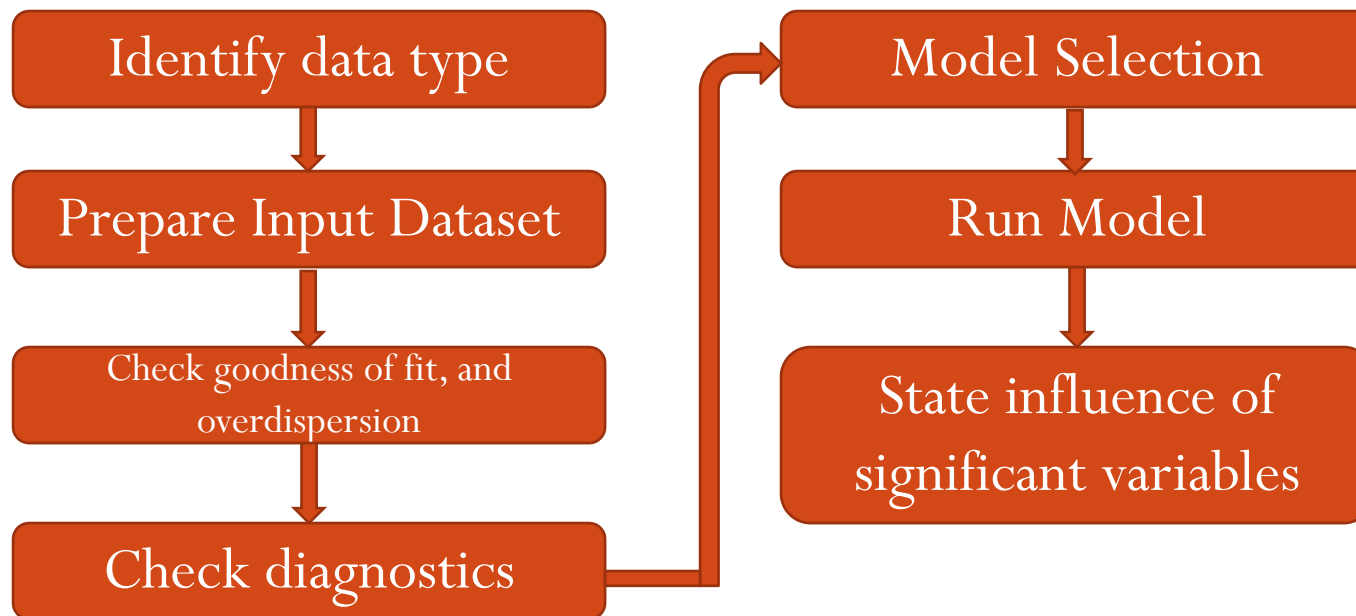 Identify data type
Prepare Input Dataset
Check goodness of fit, and
overdispersion
Check diagnostics
Model Selection
Run Model
State influence of
significant variables